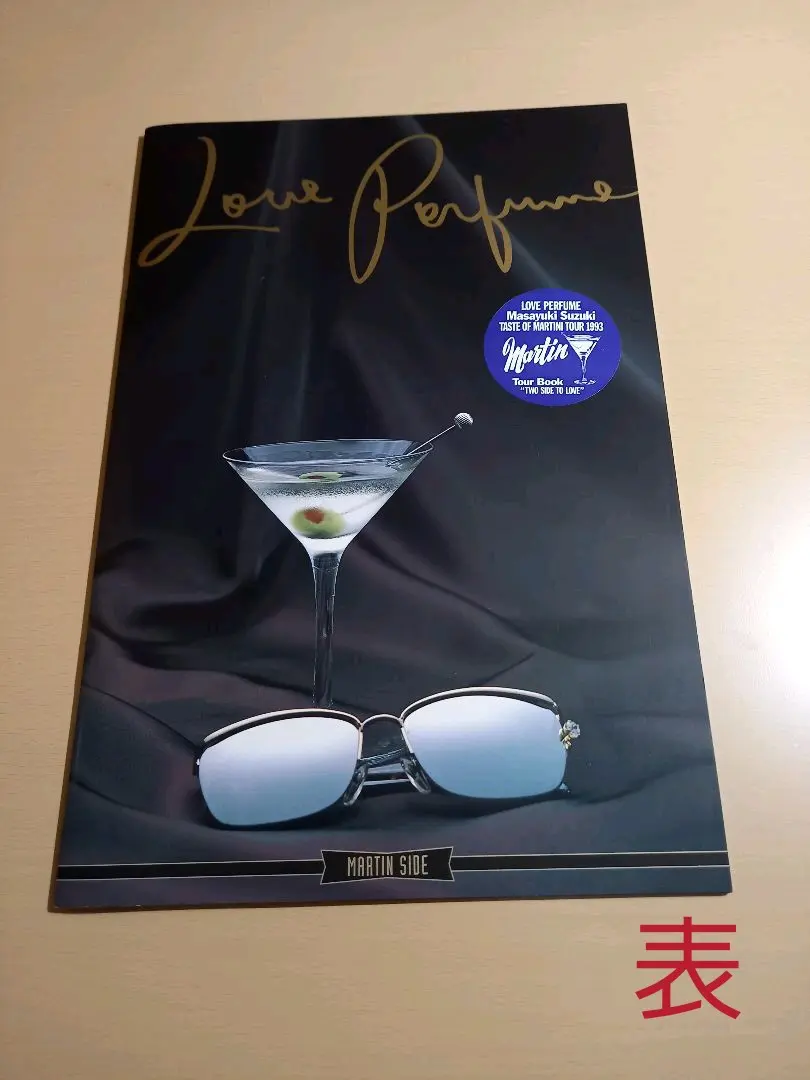 Love Perfume
LOVE PERFUME
Masayuki Suzuki
TASTE OF MARTINI TOUR 1993
Martin
Tour Book
"TWO SIDE TO LOVE"
MARTIN SIDE
表